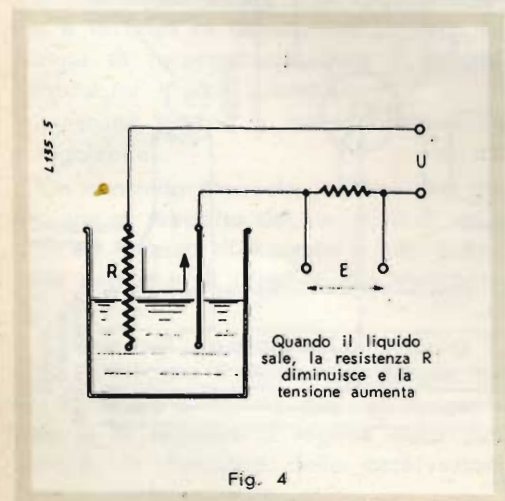 L135-5
U
R
E
Quando il liquido
sale, la resistenza R
diminuisce e la
tensione aumenta
Fig. 4